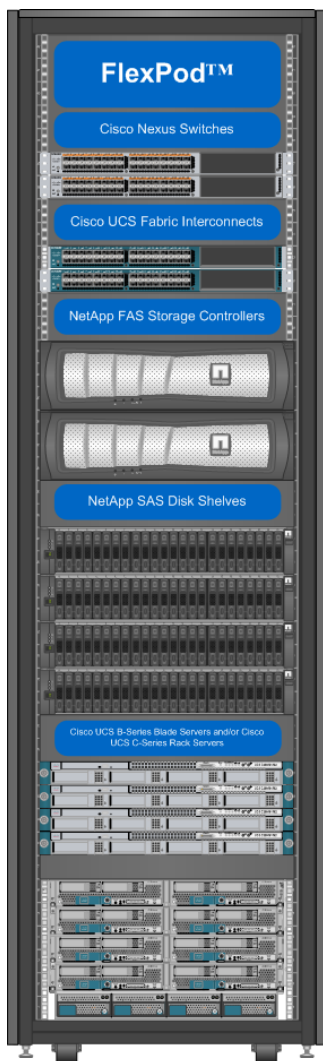 FlexPod™
Cisco Nexus Switches
Cisco UCS Fabric Interconnects
NetApp FAS Storage Controllers
NetApp SAS Disk Shelves
Cisco UCS B-Series Blade Servers and/or Cisco
UCS C-Series Rack Servers